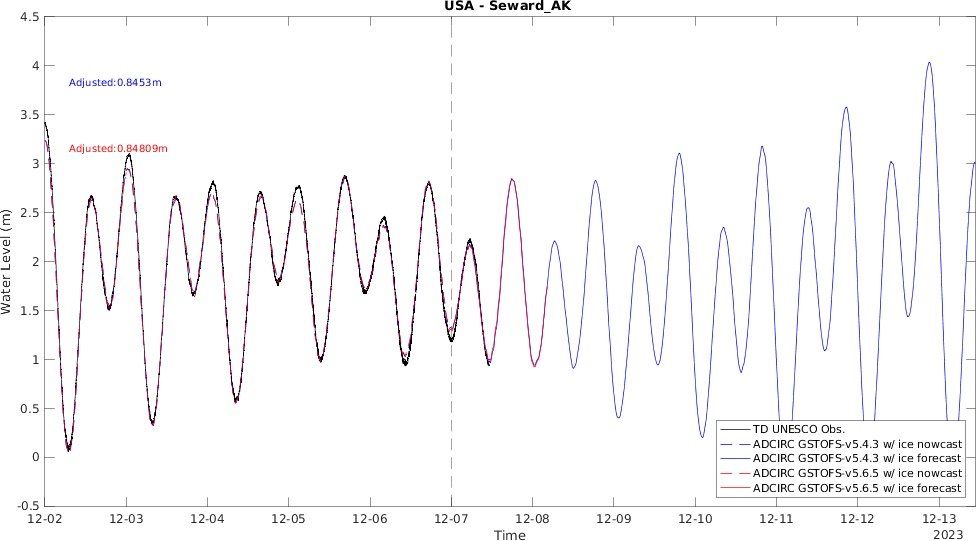 USA - Seward_AK
4.5
4
3.5
3
2.5
2
1.5
1
0.5
0
-0.5
Water Level (m)
Adjusted:0.8453m
Adjusted:0.84809m
TD UNESCO Obs.
ADCIRC GSTOFS-v5.4.3 w/ ice nowcast
ADCIRC GSTOFS-v5.4.3 w/ ice forecast
ADCIRC GSTOFS-v5.6.5 w/ ice nowcast
ADCIRC GSTOFS-v5.6.5 w/ ice forecast
12-02 12-03 12-04 12-05 12-06 12-07 12-08 12-09 12-10 12-11 12-12 12-13
Time
2023